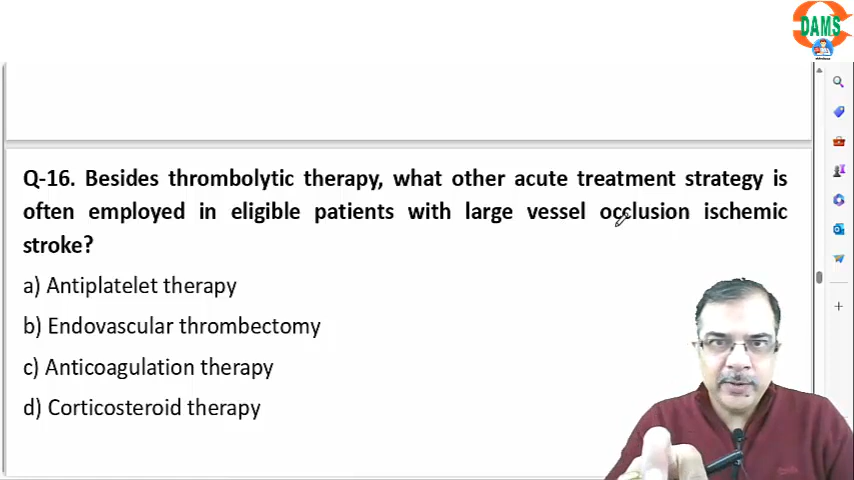 DAMS
Q-16. Besides thrombolytic therapy, what other acute treatment strategy is
often employed in eligible patients with large vessel occlusion ischemic
stroke?
a) Antiplatelet therapy
b) Endovascular thrombectomy
c) Anticoagulation therapy
d) Corticosteroid therapy